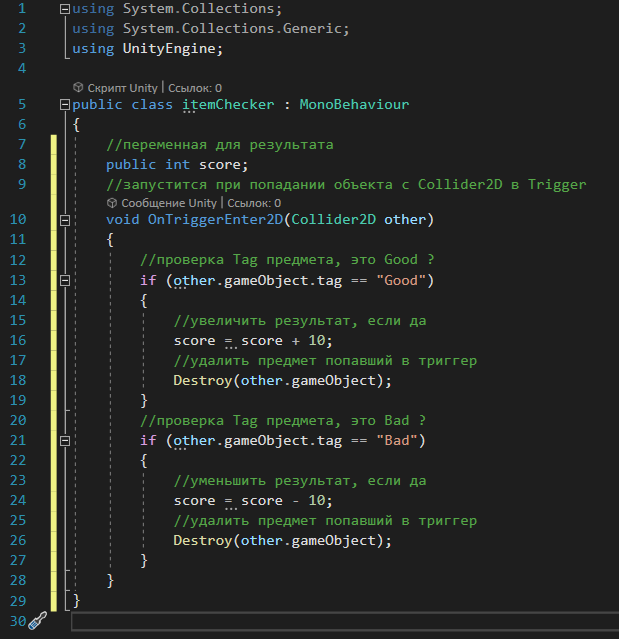 1 using System.Collections;
2 using System.Collections.Generic;
3 using UnityEngine;
4
Скрипт Unity | Ссылок: 0
5 public class itemChecker : MonoBehaviour
6 {
7 //переменная для результата
8 public int score;
9 //запустится при попадании объекта с Collider2D в Trigger
Сообщение Unity | Ссылок: 0
10 void OnTriggerEnter2D(Collider2D other)
11 {
12 //проверка Tag предмета, это Good ?
13 if (other.gameObject.tag == "Good")
14 {
15 //увеличить результат, если да
16 score = score + 10;
17 //удалить предмет попавший в триггер
18 Destroy(other.gameObject);
19 }
20 //проверка Tag предмета, это Bad ?
21 if (other.gameObject.tag == "Bad")
22 {
23 //уменьшить результат, если да
24 score = score - 10;
25 //удалить предмет попавший в триггер
26 Destroy(other.gameObject);
27 }
28 }
29 }
30